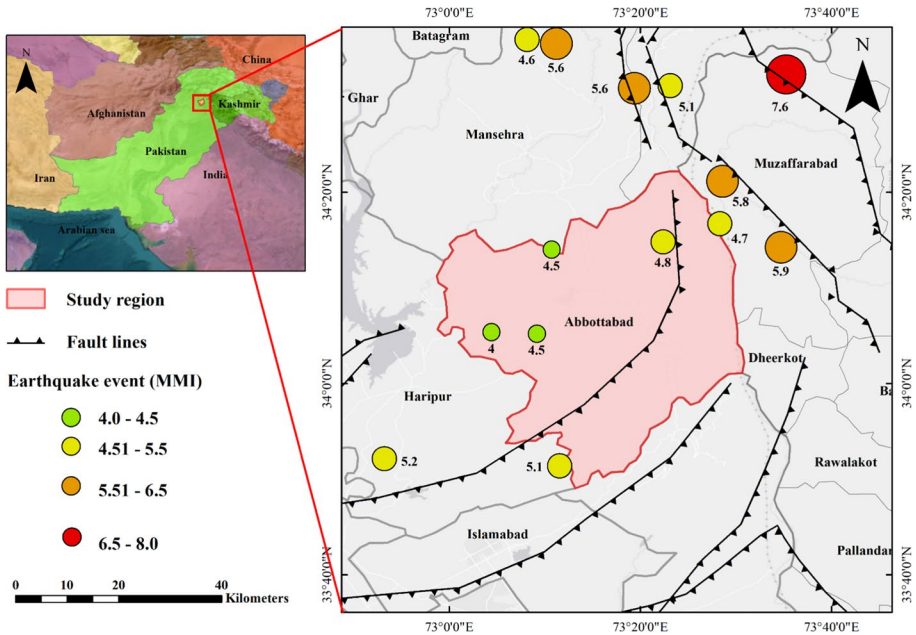 N
China
Afghanistan
Kashmir
Pakistan
Iran
India
Arabian sea
Study region
Fault lines
Earthquake event (MMI)
4.0 - 4.5
4.51 - 5.5
5.51 - 6.5
6.5 - 8.0
0 10 20 40
Kilometers
73°0'0"E 73°20'0"E 73°40'0"E
Batagram
N
4.6
5.6
5.6
5.1
7.6
Ghar
Mansehra
Muzaffarabad
34°20'0"N
34°20'0"N
5.8
4.7
4.5
4.8
5.9
Abbottabad
4
4.5
Dheerkot
34°0'0"N
34°0'0"N
Haripur
Ba
5.2
5.1
Rawalakot
Islamabad
Pallandar
33°40'0"N
33°40'0"N
73°0'0"E 73°20'0"E 73°40'0"E